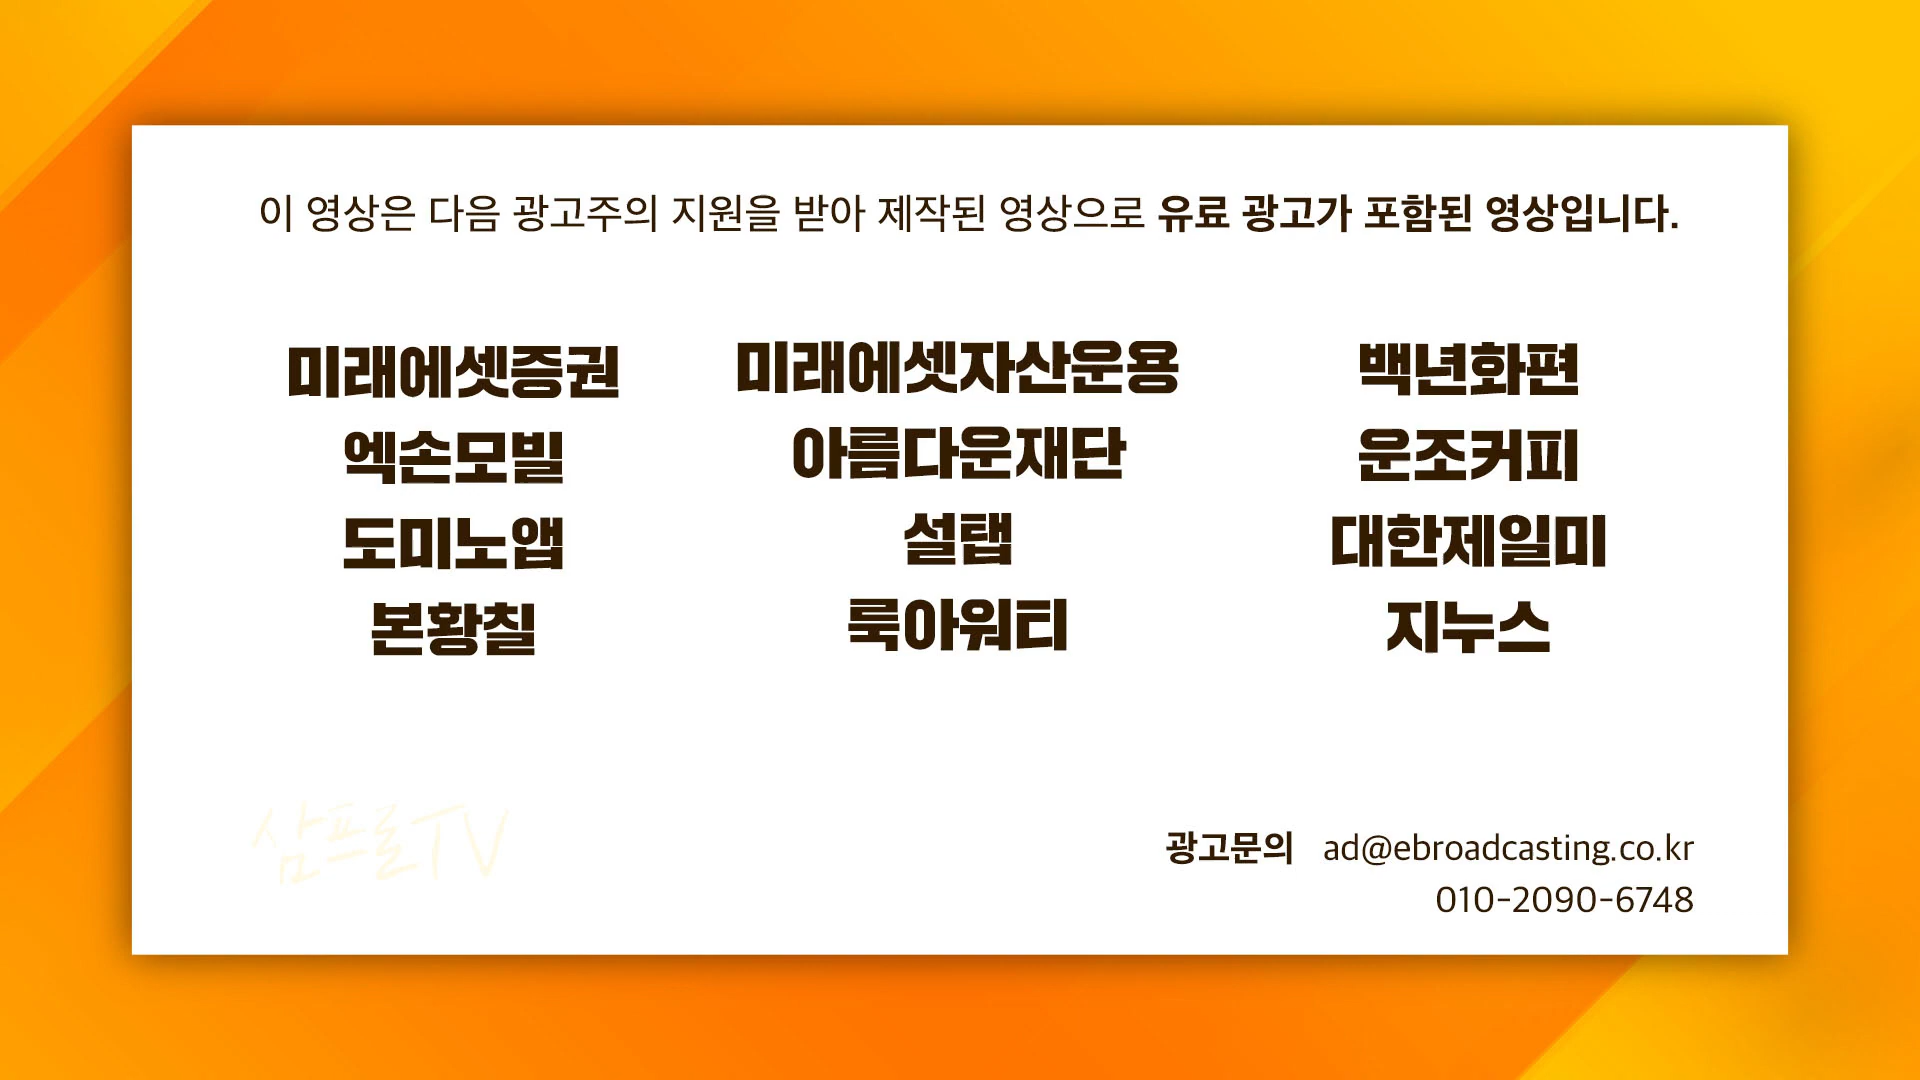 이 영상은 다음 광고주의 지원을 받아 제작된 영상으로 유료 광고가 포함된 영상입니다.
미래에셋증권
엑손모빌
도미노앱
본황칠
미래에셋자산운용
아름다운재단
설탭
룩아워티
백년화편
운조커피
대한제일미
지누스
삼프로TV
광고문의 ad@ebroadcasting.co.kr
010-2090-6748